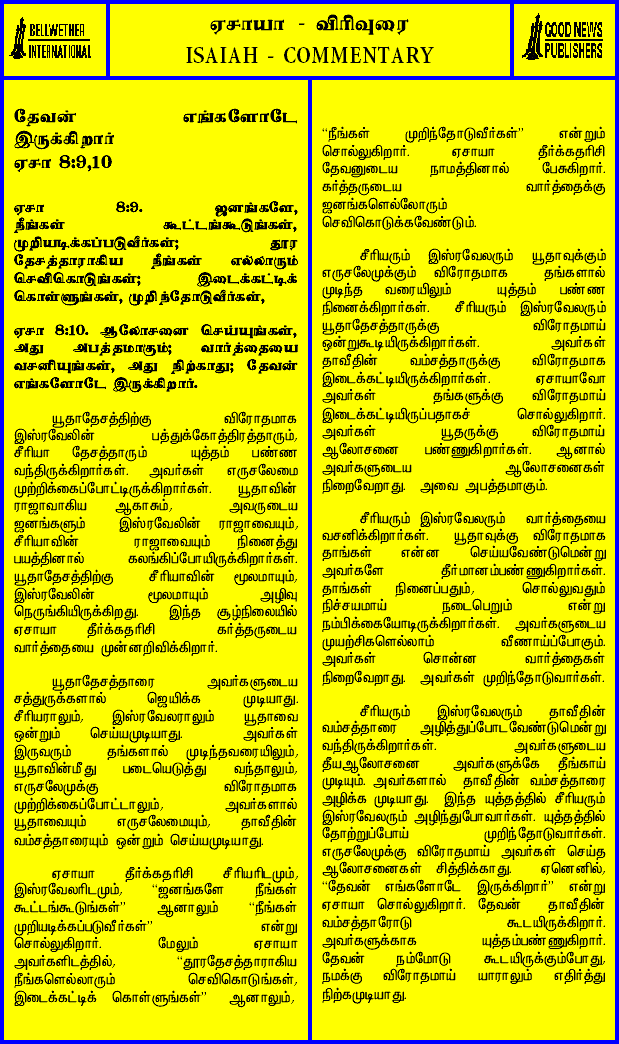 BELLWETHER
INTERNATIONAL
ஏசாயா - விரிவுரை
ISAIAH - COMMENTARY
GOOD NEWS
PUBLISHERS
தேவன் எங்களோடே
இருக்கிறார்
ஏசா 8:9,10
ஏசா 8:9. ஜனங்களே,
நீங்கள் கூட்டங்கூடுங்கள்,
முறியடிக்கப்படுவீர்கள்; தூர
தேசத்தாராகிய நீங்கள் எல்லாரும்
செவிகொடுங்கள்; இடைக்கட்டிக்
கொள்ளுங்கள், முறிந்தோடுவீர்கள்,
ஏசா 8:10. ஆலோசனை செய்யுங்கள்,
அது அபத்தமாகும்; வார்த்தையை
வசனியுங்கள், அது நிற்காது; தேவன்
எங்களோடே இருக்கிறார்.
யூதாதேசத்திற்கு விரோதமாக
இஸ்ரவேலின் பத்துக்கோத்திரத்தாரும்,
சீரியா தேசத்தாரும் யுத்தம் பண்ண
வந்திருக்கிறார்கள். அவர்கள் எருசலேமை
முற்றிக்கைப்போட்டிருக்கிறார்கள். யூதாவின்
ராஜாவாகிய ஆகாசும், அவருடைய
ஜனங்களும் இஸ்ரவேலின் ராஜாவையும்,
சீரியாவின் ராஜாவையும் நினைத்து
பயத்தினால் கலங்கிப்போயிருக்கிறார்கள்.
யூதாதேசத்திற்கு சீரியாவின் மூலமாயும்,
இஸ்ரவேலின் மூலமாயும் அழிவு
நெருங்கியிருக்கிறது. இந்த சூழ்நிலையில்
ஏசாயா தீர்க்கதரிசி கர்த்தருடைய
வார்த்தையை முன்னறிவிக்கிறார்.
யூதாதேசத்தாரை அவர்களுடைய
சத்துருக்களால் ஜெயிக்க முடியாது.
சீரியராலும், இஸ்ரவேலராலும் யூதாவை
ஒன்றும் செய்யமுடியாது. அவர்கள்
இருவரும் தங்களால் முடிந்தவரையிலும்,
யூதாவின்மீது படையெடுத்து வந்தாலும்,
எருசலேமுக்கு விரோதமாக
முற்றிக்கைப்போட்டாலும், அவர்களால்
யூதாவையும் எருசலேமையும், தாவீதின்
வம்சத்தாரையும் ஒன்றும் செய்யமுடியாது.
ஏசாயா தீர்க்கதரிசி சீரியரிடமும்,
இஸ்ரவேலரிடமும், “ஜனங்களே நீங்கள்
கூட்டங்கூடுங்கள்” ஆனாலும் “நீங்கள்
முறியடிக்கப்படுவீர்கள்” என்று
சொல்லுகிறார். மேலும் ஏசாயா
அவர்களிடத்தில், “தூரதேசத்தாராகிய
நீங்களெல்லாரும் செவிகொடுங்கள்,
இடைக்கட்டிக் கொள்ளுங்கள்” ஆனாலும்,
“நீங்கள் முறிந்தோடுவீர்கள்” என்றும்
சொல்லுகிறார். ஏசாயா தீர்க்கதரிசி
தேவனுடைய நாமத்தினால் பேசுகிறார்.
கர்த்தருடைய வார்த்தைக்கு
ஜனங்களெல்லோரும்
செவிகொடுக்கவேண்டும்.
சீரியரும் இஸ்ரவேலரும் யூதாவுக்கும்
எருசலேமுக்கும் விரோதமாக தங்களால்
முடிந்த வரையிலும் யுத்தம் பண்ண
நினைக்கிறார்கள். சீரியரும் இஸ்ரவேலரும்
யூதாதேசத்தாருக்கு விரோதமாய்
ஒன்றுகூடியிருக்கிறார்கள். அவர்கள்
தாவீதின் வம்சத்தாருக்கு விரோதமாக
இடைக்கட்டியிருக்கிறார்கள். ஏசாயாவோ
அவர்கள் தங்களுக்கு விரோதமாய்
இடைக்கட்டியிருப்பதாகச் சொல்லுகிறார்.
அவர்கள் யூதருக்கு விரோதமாய்
ஆலோசனை பண்ணுகிறார்கள். ஆனால்
அவர்களுடைய ஆலோசனைகள்
நிறைவேறாது. அவை அபத்தமாகும்.
சீரியரும் இஸ்ரவேலரும் வார்த்தையை
வசனிக்கிறார்கள். யூதாவுக்கு விரோதமாக
தாங்கள் என்ன செய்யவேண்டுமென்று
அவர்களே தீர்மானம்பண்ணுகிறார்கள்.
தாங்கள் நினைப்பதும், சொல்லுவதும்
நிச்சயமாய் நடைபெறும் என்று
நம்பிக்கையோடிருக்கிறார்கள். அவர்களுடைய
முயற்சிகளெல்லாம் வீணாய்ப்போகும்.
அவர்கள் சொன்ன வார்த்தைகள்
நிறைவேறாது. அவர்கள் முறிந்தோடுவார்கள்.
சீரியரும் இஸ்ரவேலரும் தாவீதின்
வம்சத்தாரை அழித்துப்போடவேண்டுமென்று
வந்திருக்கிறார்கள். அவர்களுடைய
தீயஆலோசனை அவர்களுக்கே தீங்காய்
முடியும். அவர்களால் தாவீதின் வம்சத்தாரை
அழிக்க முடியாது. இந்த யுத்தத்தில் சீரியரும்
இஸ்ரவேலரும் அழிந்துபோவார்கள். யுத்தத்தில்
தோற்றுப்போய் முறிந்தோடுவார்கள்.
எருசலேமுக்கு விரோதமாய் அவர்கள் செய்த
ஆலோசனைகள் சித்திக்காது. ஏனெனில்,
“தேவன் எங்களோடே இருக்கிறார்” என்று
ஏசாயா சொல்லுகிறார். தேவன் தாவீதின்
வம்சத்தாரோடு கூடயிருக்கிறார்.
அவர்களுக்காக யுத்தம்பண்ணுகிறார்.
தேவன் நம்மோடு கூடயிருக்கும்போது,
நமக்கு விரோதமாய் யாராலும் எதிர்த்து
நிற்கமுடியாது.